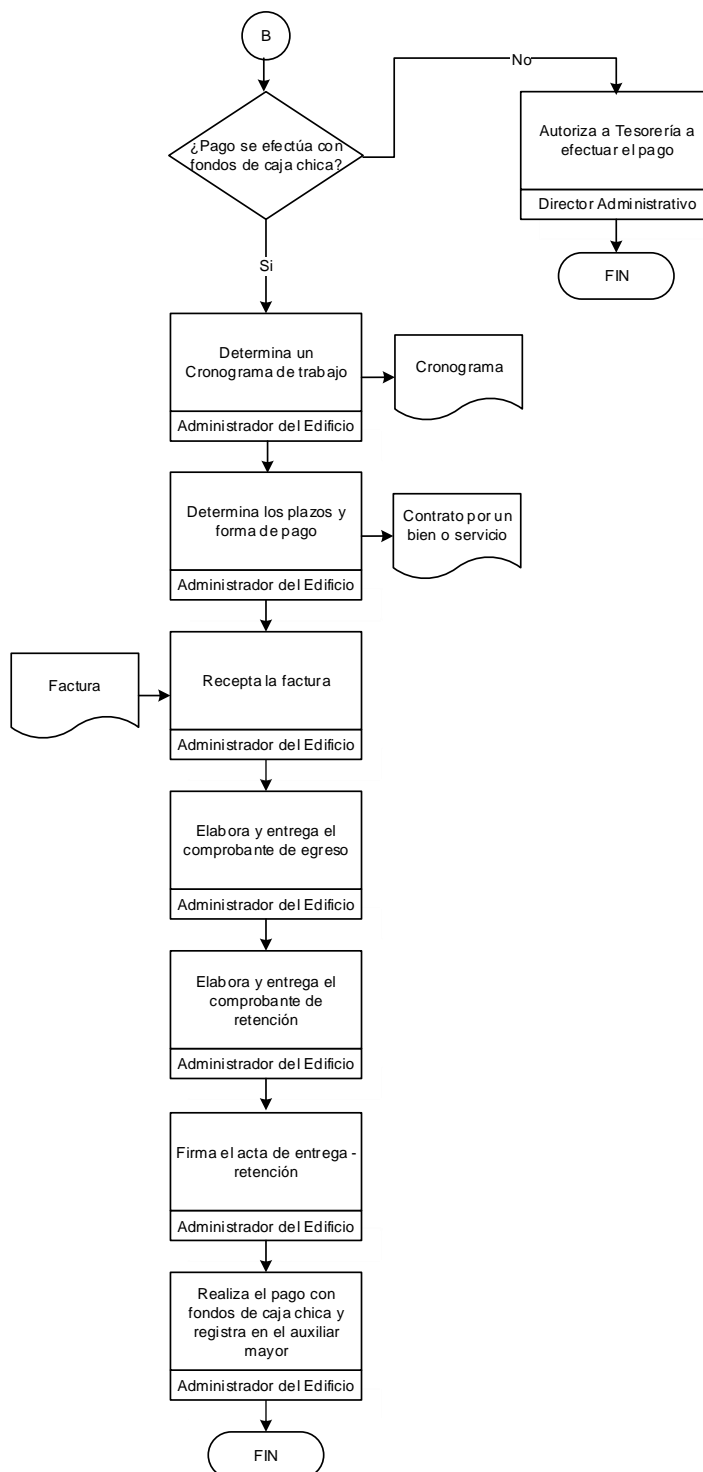 B
¿Pago se efectúa con
fondos de caja chica?
No
Autoriza a Tesorería a
efectuar el pago
Director Administrativo
FIN
Si
Determina un
Cronograma de trabajo
Administrador del Edificio
Cronograma
Determina los plazos y
forma de pago
Administrador del Edificio
Contrato por un
bien o servicio
Factura
Recepta la factura
Administrador del Edificio
Elabora y entrega el
comprobante de egreso
Administrador del Edificio
Elabora y entrega el
comprobante de
retención
Administrador del Edificio
Firma el acta de entrega -
retención
Administrador del Edificio
Realiza el pago con
fondos de caja chica y
registra en el auxiliar
mayor
Administrador del Edificio
FIN